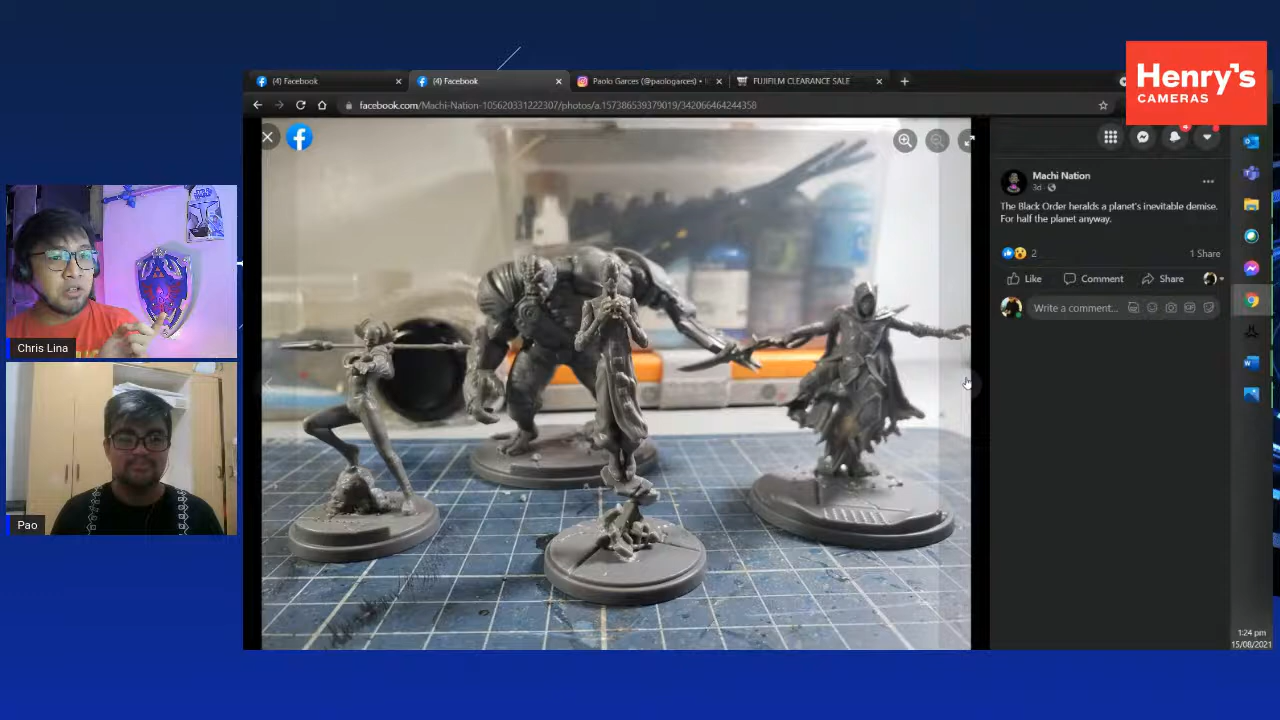 Henry's
CAMERAS
(4) Facebook
(4) Facebook
Paolo Garces (@paologarces) •
FUJIFILM CLEARANCE SALE
facebook.com/Machi-Nation-105620331222307/photos/a.157386539379019/342066464244358
Machi Nation
3d
The Black Order heralds a planet's inevitable demise.
For half the planet anyway.
2
1 Share
Like
Comment
Share
Write a comment...
Chris Lina
Pao
1:24 pm
15/08/2021